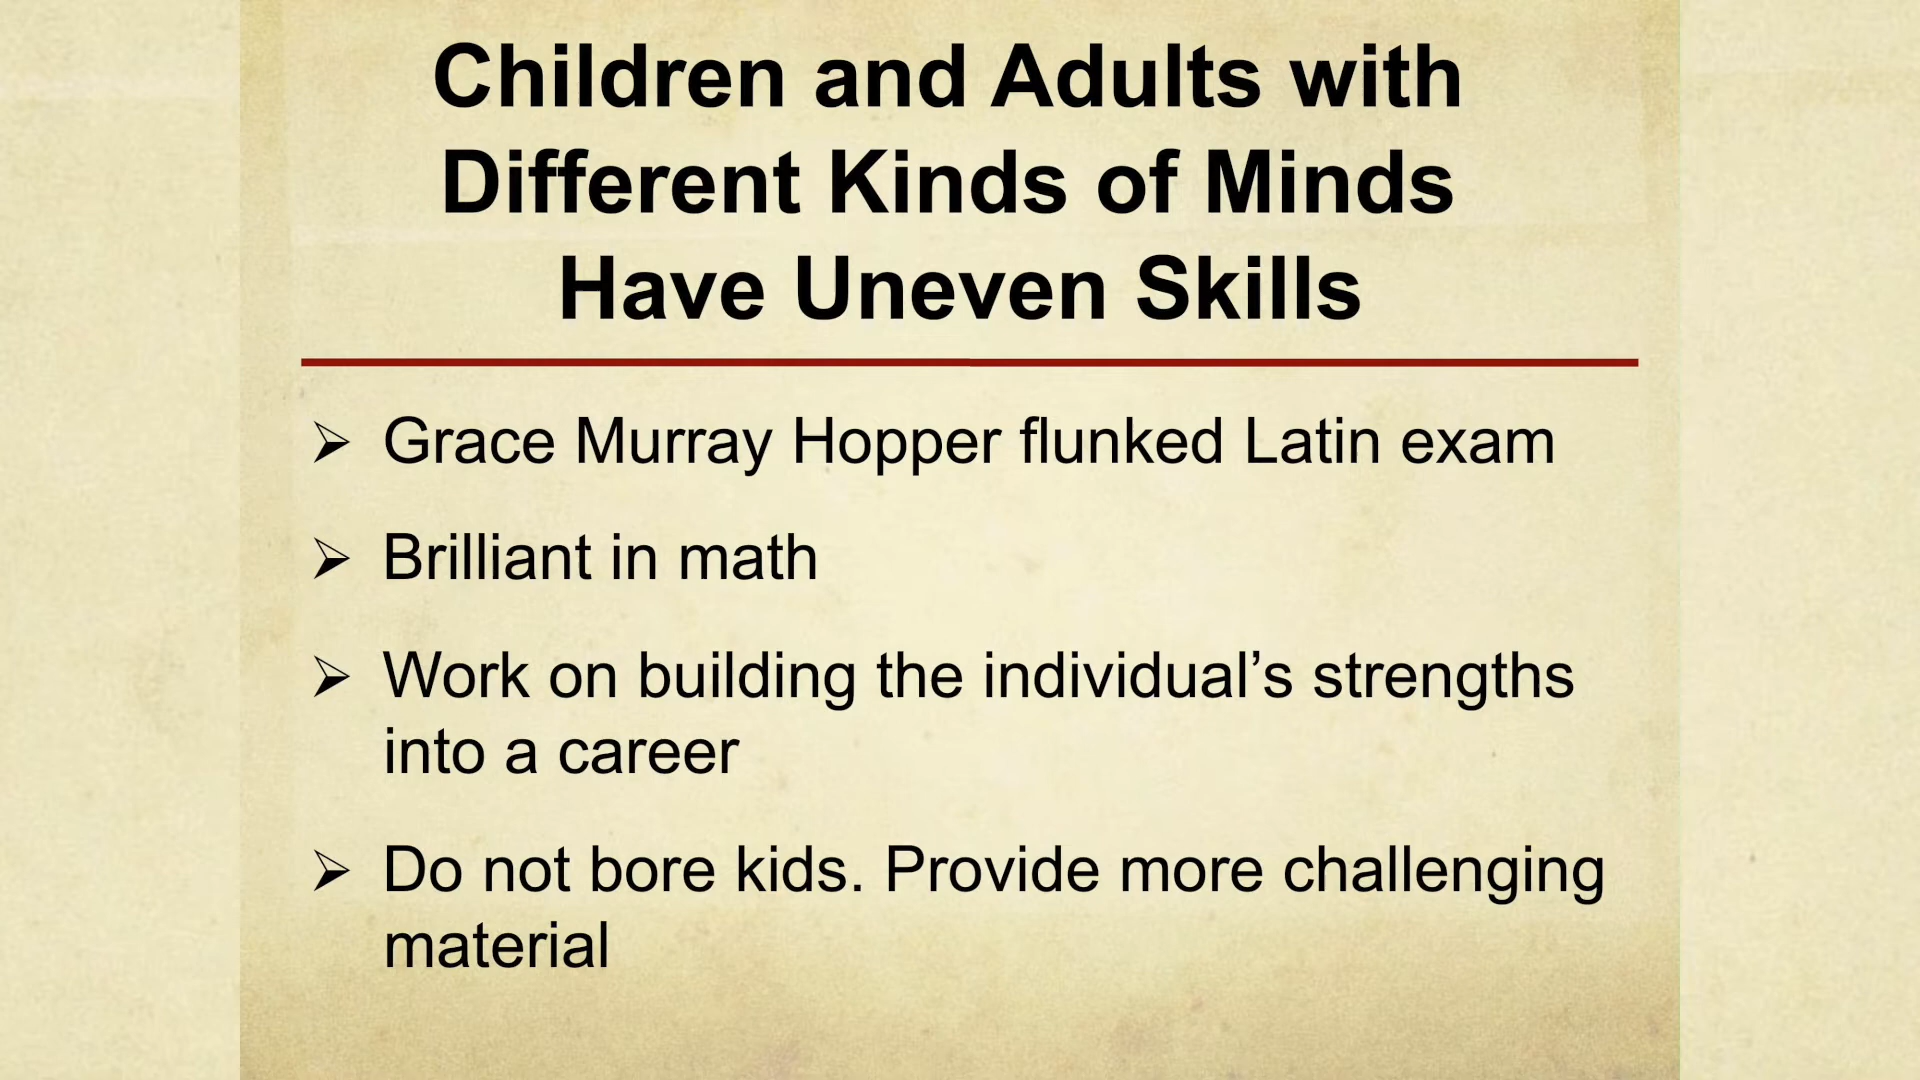 Children and Adults with
Different Kinds of Minds
Have Uneven Skills
➢ Grace Murray Hopper flunked Latin exam
➢ Brilliant in math
➢ Work on building the individual’s strengths
into a career
➢ Do not bore kids. Provide more challenging
material